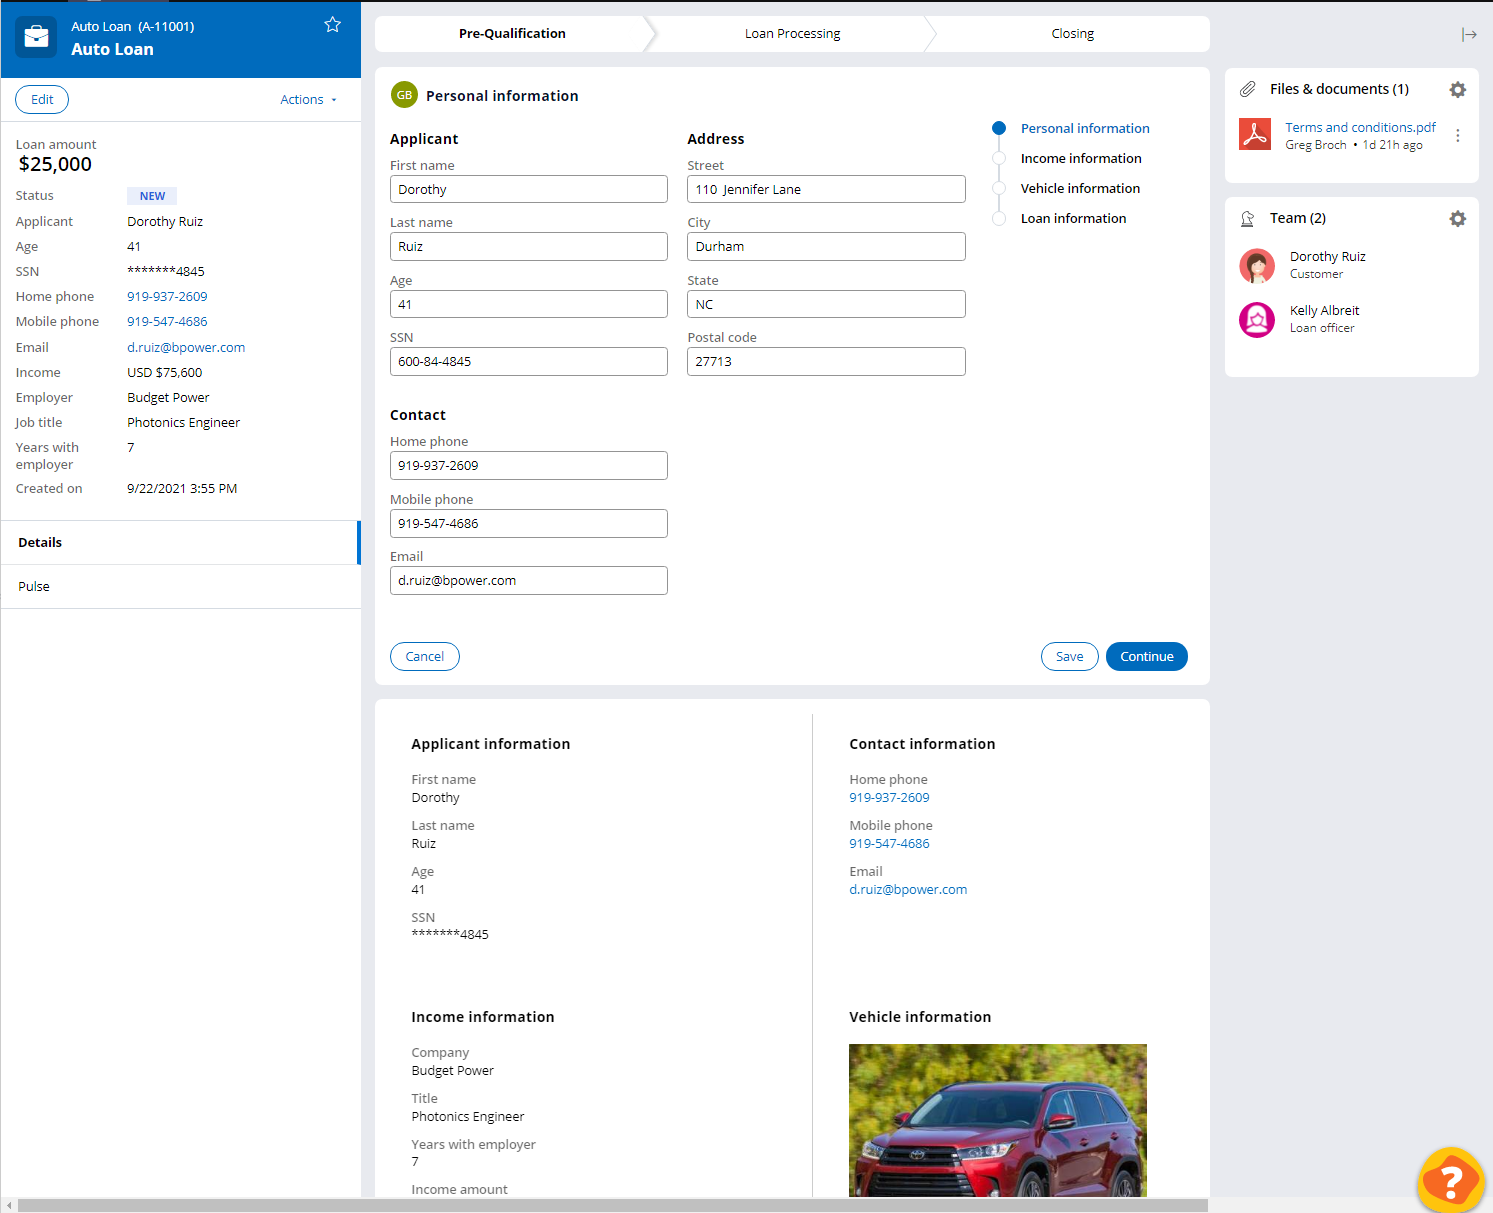 Auto Loan (A-11001)
Auto Loan
Edit
Actions
Loan amount
$25,000
Status NEW
Applicant Dorothy Ruiz
Age 41
SSN *******4845
Home phone 919-937-2609
Mobile phone 919-547-4686
Email d.ruiz@bpower.com
Income USD $75,600
Employer Budget Power
Job title Photonics Engineer
Years with employer 7
Created on 9/22/2021 3:55 PM
Details
Pulse
Pre-Qualification
Loan Processing
Closing
GB Personal information
Applicant
First name
Dorothy
Last name
Ruiz
Age
41
SSN
600-84-4845
Address
Street
110 Jennifer Lane
City
Durham
State
NC
Postal code
27713
Contact
Home phone
919-937-2609
Mobile phone
919-547-4686
Email
d.ruiz@bpower.com
Personal information
Income information
Vehicle information
Loan information
Cancel
Save
Continue
Applicant information
First name
Dorothy
Last name
Ruiz
Age
41
SSN
*******4845
Contact information
Home phone
919-937-2609
Mobile phone
919-547-4686
Email
d.ruiz@bpower.com
Income information
Company
Budget Power
Title
Photonics Engineer
Years with employer
7
Income amount
Vehicle information
Files & documents (1)
Terms and conditions.pdf
Greg Broch • 1d 21h ago
Team (2)
Dorothy Ruiz
Customer
Kelly Albreit
Loan officer
?